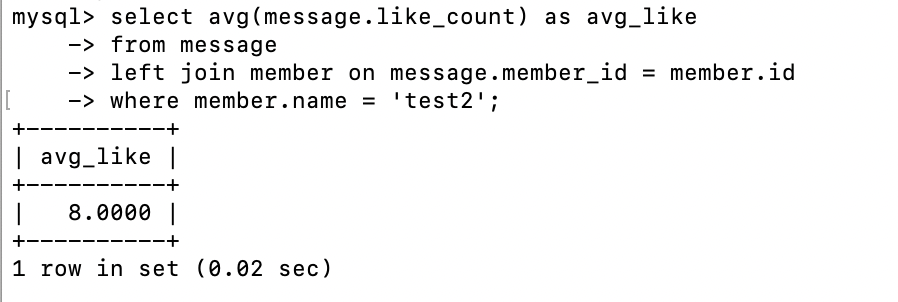 mysql> select avg(message.like_count) as avg_like
    -> from message
    -> left join member on message.member_id = member.id
[    -> where member.name = 'test2';
+----------+
| avg_like |
+----------+
|   8.0000 |
+----------+
1 row in set (0.02 sec)